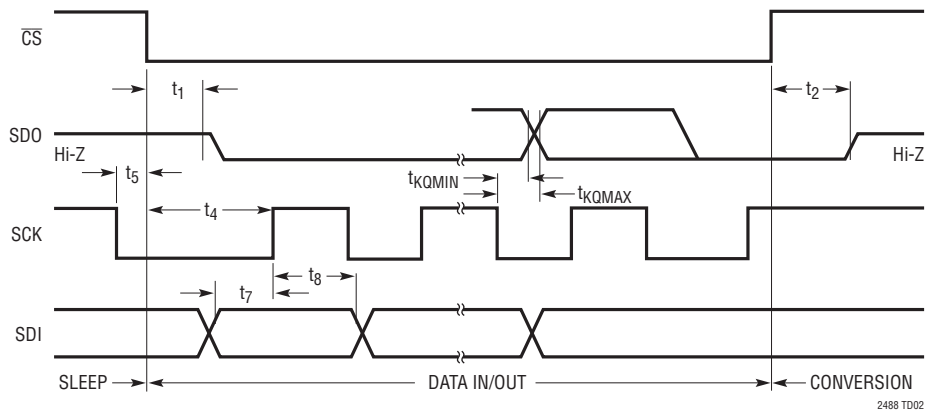 CS
t1
t2
SDO
Hi-Z
Hi-Z
t5
tKQMIN
tKQMAX
t4
SCK
t8
t7
SDI
SLEEP
DATA IN/OUT
CONVERSION
2488 TD02